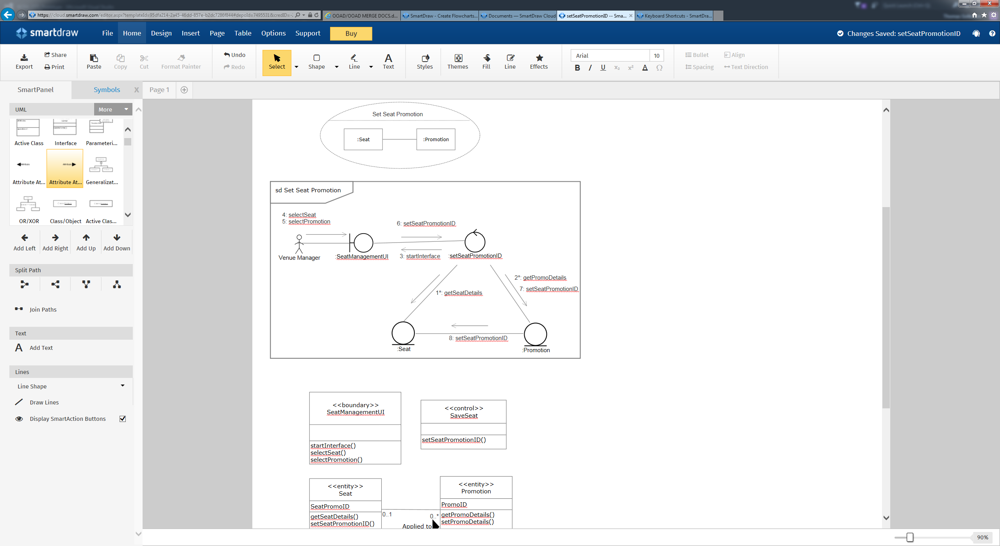 https://cloud.smartdraw.com/editor.aspx?templateId=95dfa214-2a45-46dd-857e-b2dc7286f844#depoId=7495531&credID=-2
OOAD/OOAD MERGE DOCS.d...
SmartDraw - Create Flowcharts...
Documents — SmartDraw Cloud
setSeatPromotionID -- Sma...
Keyboard Shortcuts - SmartDra...
smartdraw
File
Home
Design
Insert
Page
Table
Options
Support
Buy
Changes Saved: setSeatPromotionID
Export
Share
Print
Paste
Copy
Cut
Format Painter
Undo
Redo
Select
Shape
Line
Text
Styles
Themes
Fill
Line
Effects
Arial
10
B I U x₂ x² A Ω
Bullet
Align
Spacing
Text Direction
SmartPanel
Symbols
X
Page 1
UML
More
Active Class
Interface
Parameteri...
Attribute At...
Attribute At...
Generalizat...
OR/XOR
Class/Object
Active Clas...
Add Left
Add Right
Add Up
Add Down
Split Path
Join Paths
Text
A Add Text
Lines
Line Shape
Draw Lines
Display SmartAction Buttons
Set Seat Promotion
:Seat
:Promotion
sd Set Seat Promotion
4: selectSeat
5: selectPromotion
6: setSeatPromotionID
Venue Manager
:SeatManagementUI
3: startInterface
:setSeatPromotionID
2*: getPromoDetails
7: setSeatPromotionID
1*: getSeatDetails
8: setSeatPromotionID
:Seat
:Promotion
<<boundary>>
SeatManagementUI
startInterface()
selectSeat()
selectPromotion()
<<control>>
SaveSeat
setSeatPromotionID()
<<entity>>
Seat
SeatPromoID
getSeatDetails()
setSeatPromotionID()
0..1
0..*
Applied to
<<entity>>
Promotion
PromoID
getPromoDetails()
setPromoDetails()
90%